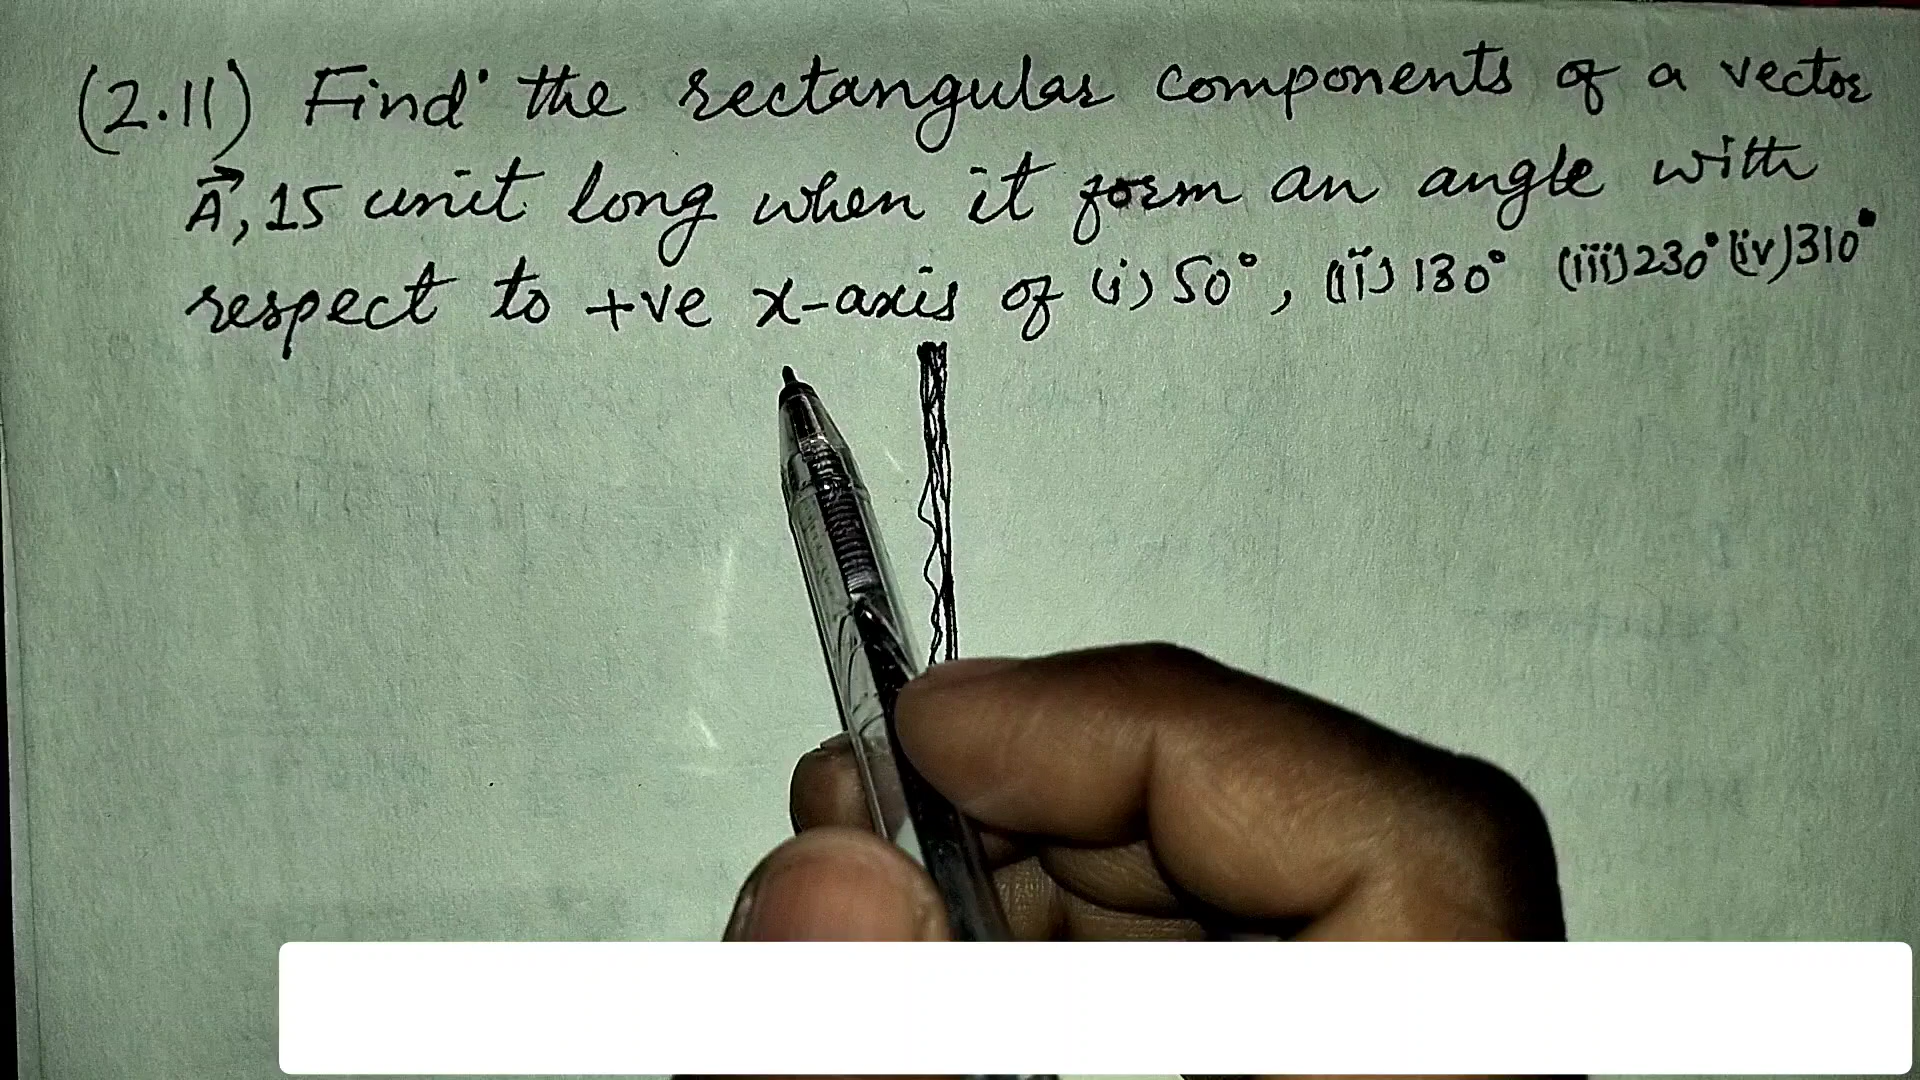 (2.11) Find the rectangular components of a vector
A⃗, 15 unit long when it form an angle with
respect to +ve x-axis of (i) 50°, (ii) 130° (iii) 230° (iv) 310°